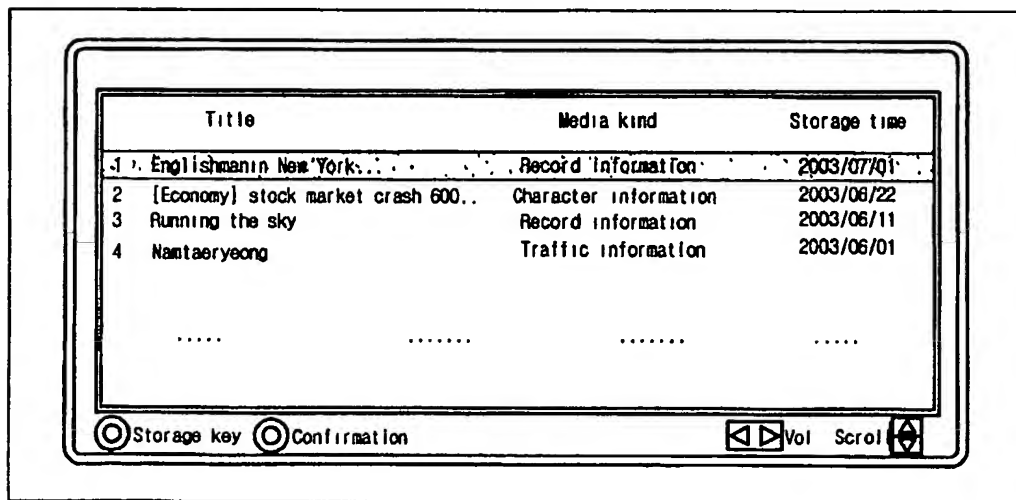 Title Media kind Storage time
1 Englishmanin New York... Record information 2003/07/01
2 [Economy] stock market crash 600.. Character information 2003/06/22
3 Running the sky Record information 2003/06/11
4 Namtaeryeong Traffic information 2003/06/01
..... ....... ....... .....
Storage key Confirmation Vol Scroll